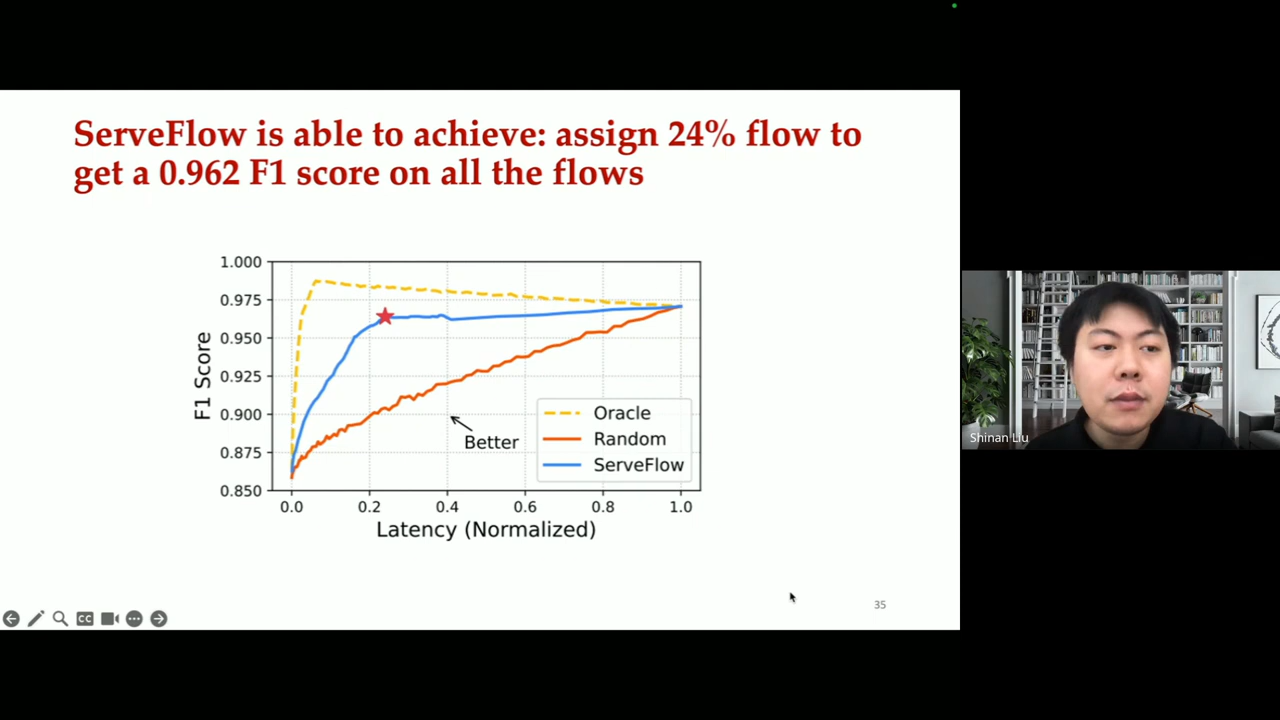 ServeFlow is able to achieve: assign 24% flow to
get a 0.962 F1 score on all the flows
F1 Score
1.000
0.975
0.950
0.925
0.900
0.875
0.850
Better
Oracle
Random
ServeFlow
0.0 0.2 0.4 0.6 0.8 1.0
Latency (Normalized)
CC
35
Shinan Liu